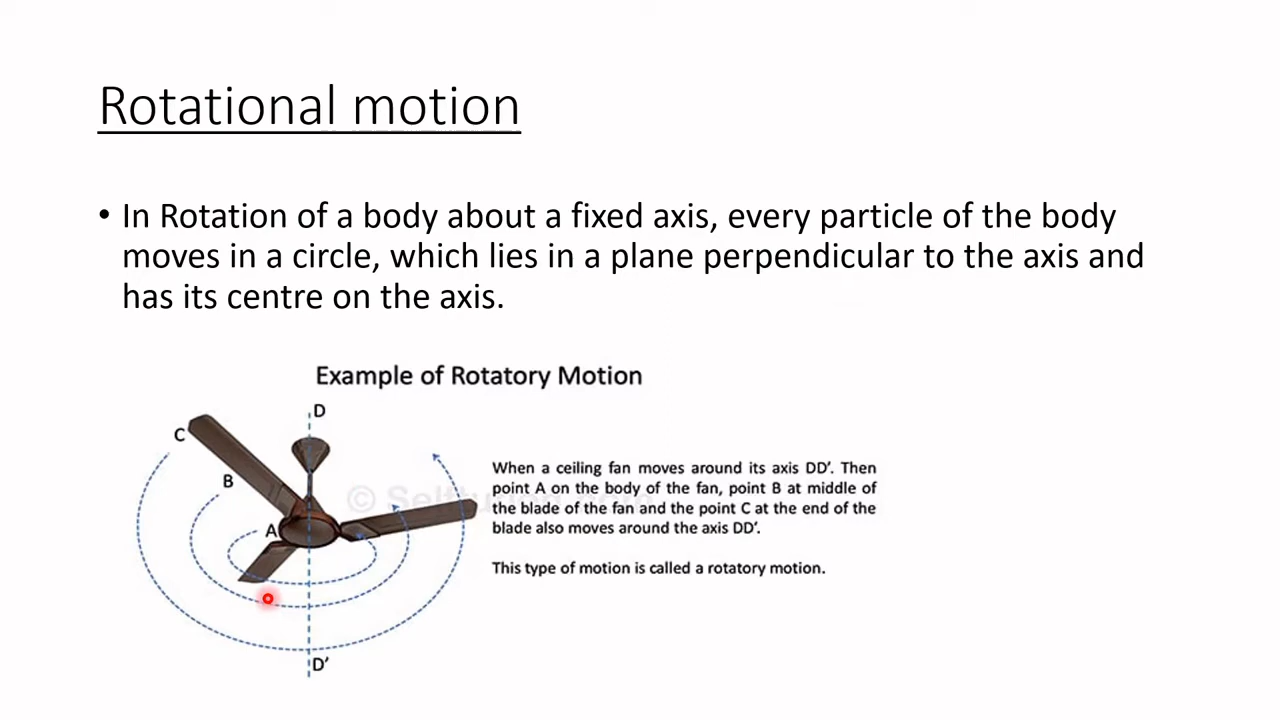 Rotational motion
• In Rotation of a body about a fixed axis, every particle of the body
moves in a circle, which lies in a plane perpendicular to the axis and
has its centre on the axis.
Example of Rotatory Motion
D
C
B
A
D’
When a ceiling fan moves around its axis DD’. Then
point A on the body of the fan, point B at middle of
the blade of the fan and the point C at the end of the
blade also moves around the axis DD’.
This type of motion is called a rotatory motion.
©